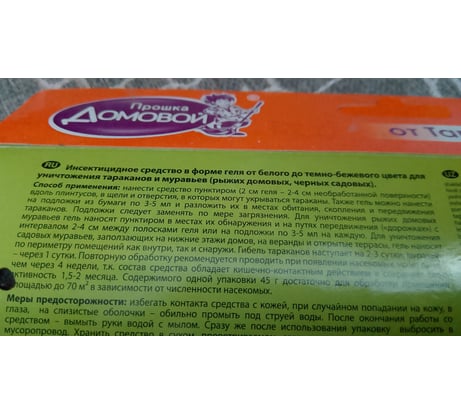 Прошка
ДОМОВОЙ
от Та
RU
UZ
Инсектицидное средство в форме геля от белого до темно-бежевого цвета для
уничтожения тараканов и муравьев (рыжих домовых, черных садовых).
Способ применения: нанести средство пунктиром (2 см геля – 2-4 см необработанной поверхности)
вдоль плинтусов, в щели и отверстия, в которых могут укрываться тараканы. Также гель можно нанести
на подложки из бумаги по 3-5 мл и разложить их в местах обитания, скопления и передвижения
тараканов. Подложки следует заменять по мере загрязнения. Для уничтожения рыжих
муравьев гель наносить в местах их обнаружения и на путях передвижения («дорожках») с
интервалом 2-4 см между полосками геля или на подложки по 3-5 мл на каждую. Для уничтожения
садовых муравьев, заползающих на нижние этажи домов, на веранды и открытые террасы, гель наносят
по периметру помещений как внутри, так и снаружи. Гибель тараканов наступает на 2-3 сутки,
– через 1 сутки. Повторную обработку рекомендуется проводить при появлении насекомых,
чем через 4 недели, т.к. состав средства обладает кишечно-контактным действием и сохраняет
активность 1,5-2 месяца. Содержимого одной упаковки 45 г достаточно для обработки
площадью до 70 м² в зависимости от численности насекомых.
Меры предосторожности: избегать контакта средства с кожей, при случайном попадании на кожу, в
глаза, на слизистые оболочки – обильно промыть под струей воды. После окончания работы со
средством – вымыть руки водой с мылом. Сразу же после использования упаковку выбросить в
мусоропровод. Хранить средство в сухом,